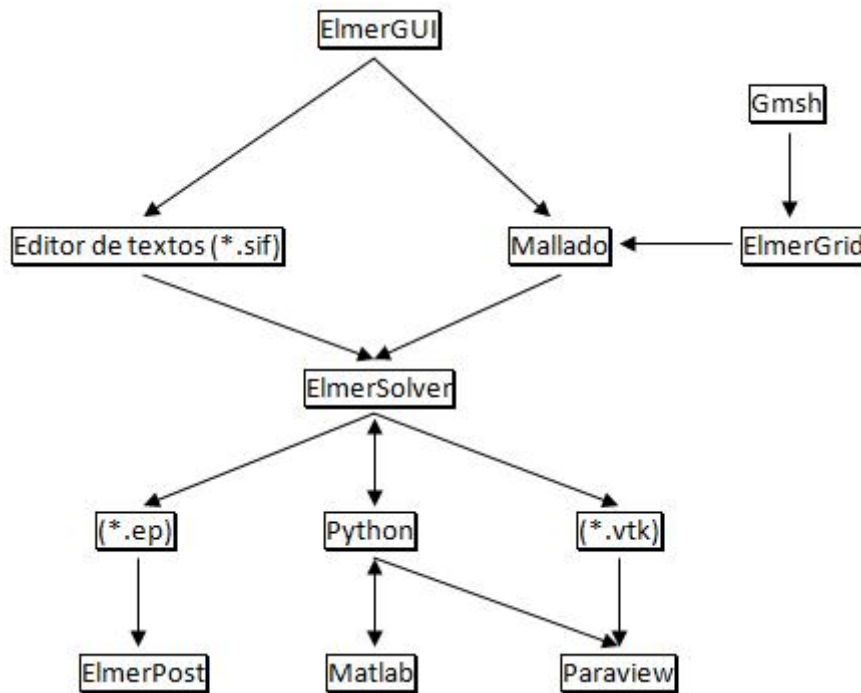 ElmerGUI
Gmsh
Editor de textos (*.sif)
Mallado
ElmerGrid
ElmerSolver
(*.ep)
Python
(*.vtk)
ElmerPost
Matlab
Paraview